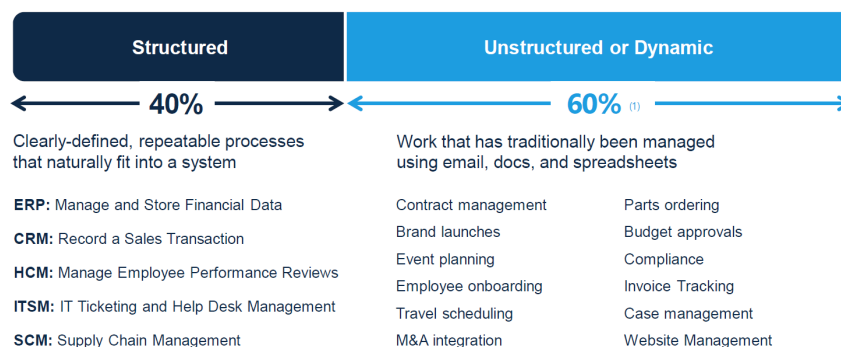 Structured
Unstructured or Dynamic
40%
60% (1)
Clearly-defined, repeatable processes
that naturally fit into a system
Work that has traditionally been managed
using email, docs, and spreadsheets
ERP: Manage and Store Financial Data
CRM: Record a Sales Transaction
HCM: Manage Employee Performance Reviews
ITSM: IT Ticketing and Help Desk Management
SCM: Supply Chain Management
Contract management
Brand launches
Event planning
Employee onboarding
Travel scheduling
M&A integration
Parts ordering
Budget approvals
Compliance
Invoice Tracking
Case management
Website Management